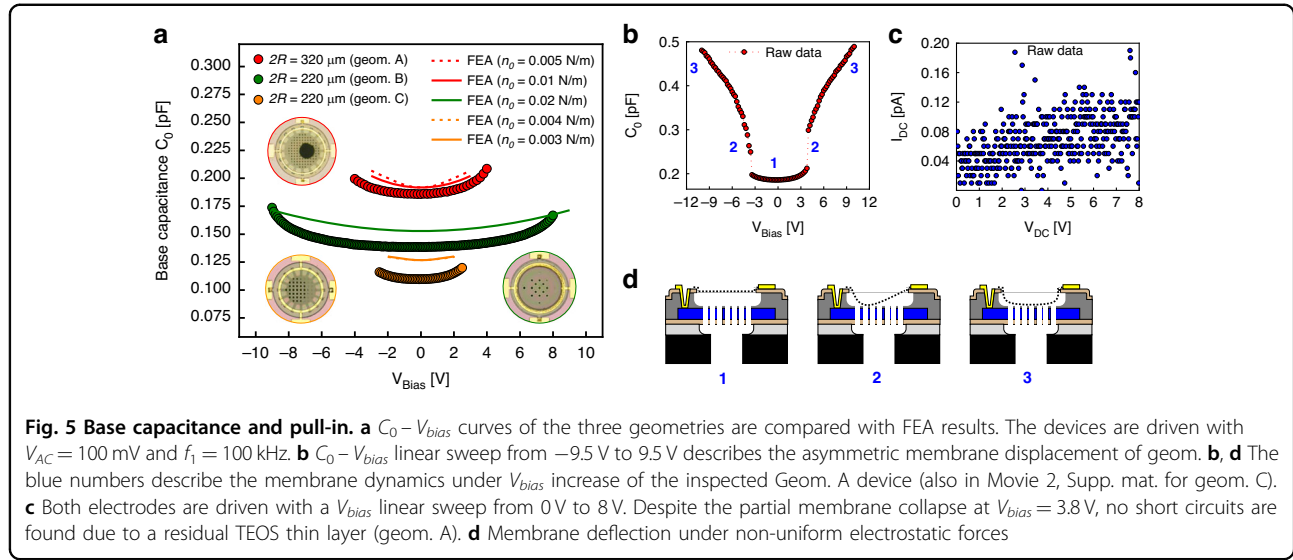 a
0.300
0.275
0.250
0.225
0.200
0.175
0.150
0.125
0.100
0.075
Base capacitance C0 [pF]
2R = 320 μm (geom. A)
2R = 220 μm (geom. B)
2R = 220 μm (geom. C)
FEA (n0 = 0.005 N/m)
FEA (n0 = 0.01 N/m)
FEA (n0 = 0.02 N/m)
FEA (n0 = 0.004 N/m)
FEA (n0 = 0.003 N/m)
−10 −8 −6 −4 −2 0 2 4 6 8 10
VBias [V]
b
Raw data
0.5
0.4
0.3
0.2
C0 [pF]
3 3
2 2
1
−12 −9 −6 −3 0 3 6 9 12
VBias [V]
c
Raw data
0.20
0.16
0.12
0.08
0.04
IDC [pA]
0 1 2 3 4 5 6 7 8
VDC [V]
d
1 2 3
Fig. 5 Base capacitance and pull-in. a C0 – Vbias curves of the three geometries are compared with FEA results. The devices are driven with
VAC = 100 mV and f1 = 100 kHz. b C0 – Vbias linear sweep from −9.5 V to 9.5 V describes the asymmetric membrane displacement of geom. b, d The
blue numbers describe the membrane dynamics under Vbias increase of the inspected Geom. A device (also in Movie 2, Supp. mat. for geom. C).
c Both electrodes are driven with a Vbias linear sweep from 0 V to 8 V. Despite the partial membrane collapse at Vbias = 3.8 V, no short circuits are
found due to a residual TEOS thin layer (geom. A). d Membrane deflection under non-uniform electrostatic forces